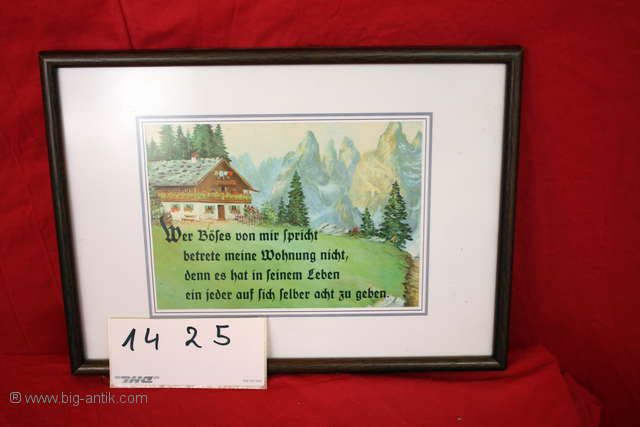 Wer Böses von mir spricht
betrete meine Wohnung nicht,
denn es hat in seinem Leben
ein jeder auf sich selber acht zu geben.
14 25
DHL
® www.big-antik.com